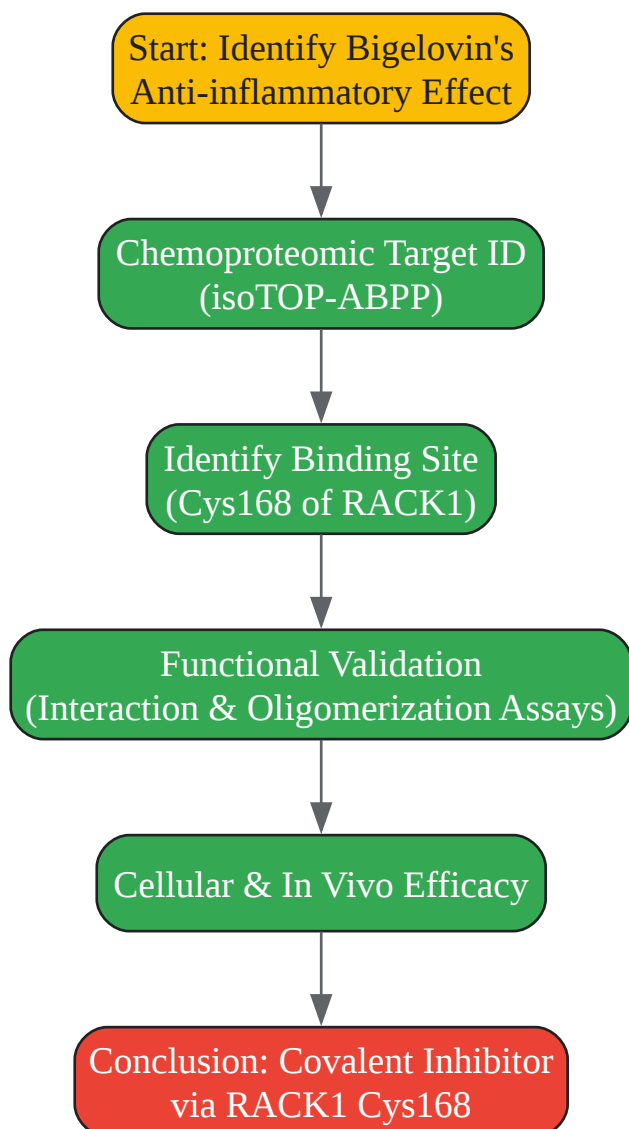 Start: Identify Bigelovin's
Anti-inflammatory Effect
Chemoproteomic Target ID
(isoTOP-ABPP)
Identify Binding Site
(Cys168 of RACK1)
Functional Validation
(Interaction & Oligomerization Assays)
Cellular & In Vivo Efficacy
Conclusion: Covalent Inhibitor
via RACK1 Cys168